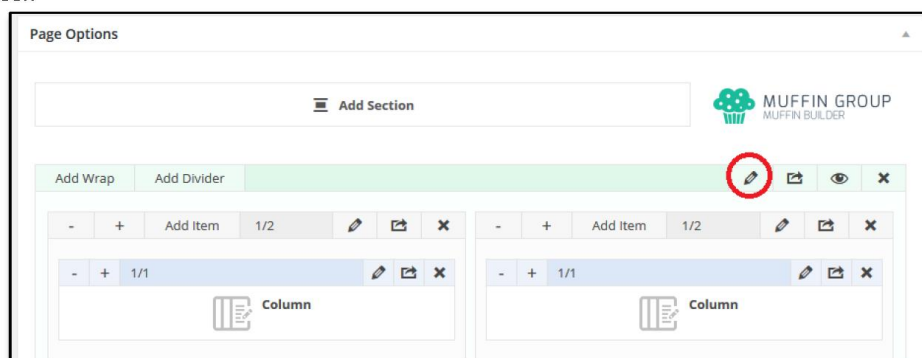 Page Options
Add Section
MUFFIN GROUP
MUFFIN BUILDER
Add Wrap Add Divider
- + Add Item 1/2 - + Add Item 1/2
- + 1/1 - + 1/1
Column Column